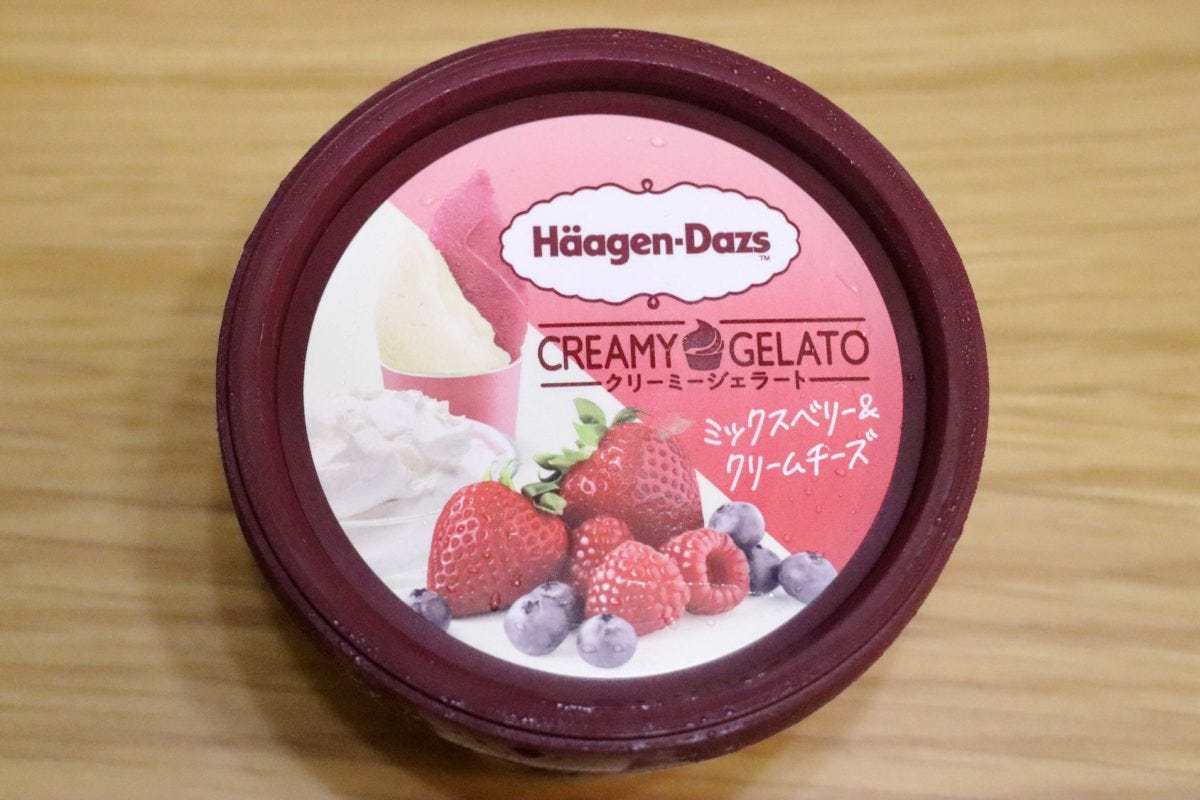 Häagen-Dazs
TM
CREAMY GELATO
クリーミージェラート
ミックスベリー&
クリームチーズ